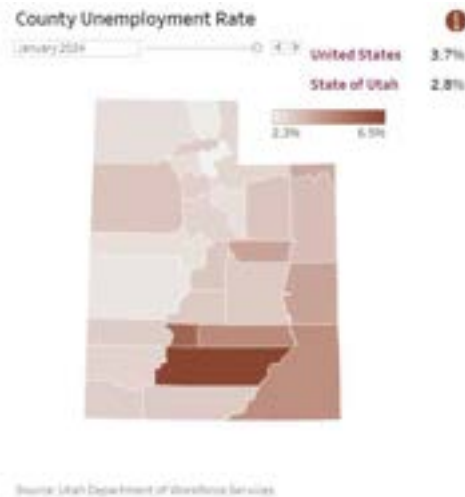 County Unemployment Rate
January 2024
United States 3.7%
State of Utah 2.8%
2.3% 6.5%
Source: Utah Department of Workforce Services